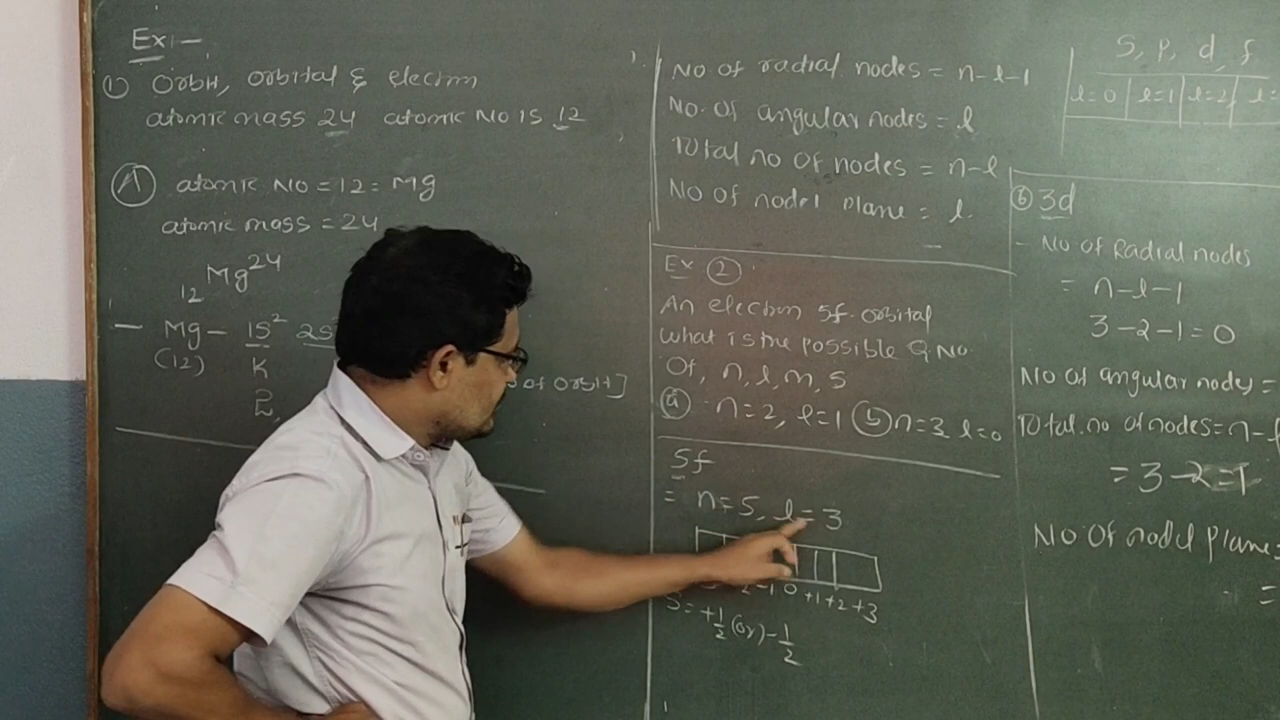 Ex:-
① Orbit, orbital & electron
atomic mass 24 atomic No is 12
Ⓐ atomic No = 12 = Mg
atomic mass = 24
₁₂Mg²⁴
— Mg - 1s² 2s
(12) K
2,
of Orbit]
No of radial nodes = n-l-1
No. of angular nodes = l
Total no of nodes = n-l
No of nodel plane = l.
Ex ②
An electron 5f orbital
what is the possible Q.No
Of, n, l, m, s
ⓐ n=2, l=1 ⓑ n=3 l=0
5f
= n=5, l=3
-1 0 +1 +2 +3
S = +1/2 (or) -1/2
S, P, d, f
l=0 | l=1 | l=2 | l=
ⓑ 3d
- No of Radial nodes
= n-l-1
3-2-1=0
No of angular nodes =
Total. no of nodes = n-l
= 3-2=1
No Of nodel plane =
=